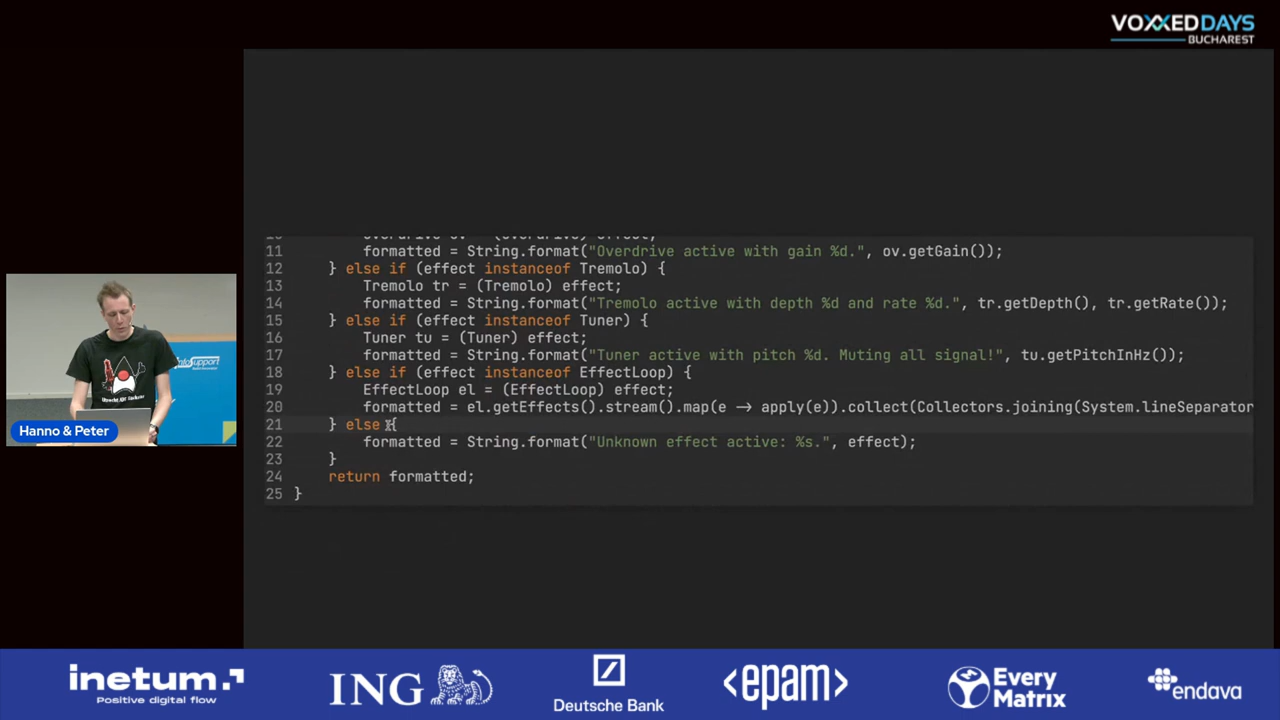 VOXXEDDAYS
BUCHAREST
11 formatted = String.format("Overdrive active with gain %d.", ov.getGain());
12 } else if (effect instanceof Tremolo) {
13 Tremolo tr = (Tremolo) effect;
14 formatted = String.format("Tremolo active with depth %d and rate %d.", tr.getDepth(), tr.getRate());
15 } else if (effect instanceof Tuner) {
16 Tuner tu = (Tuner) effect;
17 formatted = String.format("Tuner active with pitch %d. Muting all signal!", tu.getPitchInHz());
18 } else if (effect instanceof EffectLoop) {
19 EffectLoop el = (EffectLoop) effect;
20 formatted = el.getEffects().stream().map(e → apply(e)).collect(Collectors.joining(System.lineSeparator
21 } else {
22 formatted = String.format("Unknown effect active: %s.", effect);
23 }
24 return formatted;
25 }
infoSupport
Hanno & Peter
inetum.
Positive digital flow
ING
Deutsche Bank
<epam>
Every
Matrix
endava